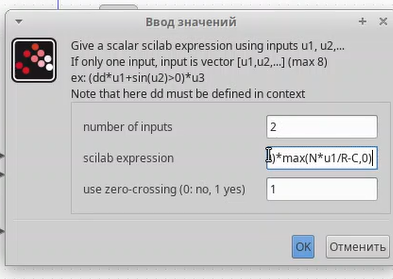 Ввод значений
Give a scalar scilab expression using inputs u1, u2,...
If only one input, input is vector [u1,u2,...] (max 8)
ex: (dd*u1+sin(u2)>0)*u3
Note that here dd must be defined in context
number of inputs 2
scilab expression )*max(N*u1/R-C,0)
use zero-crossing (0: no, 1 yes) 1
OK Отменить